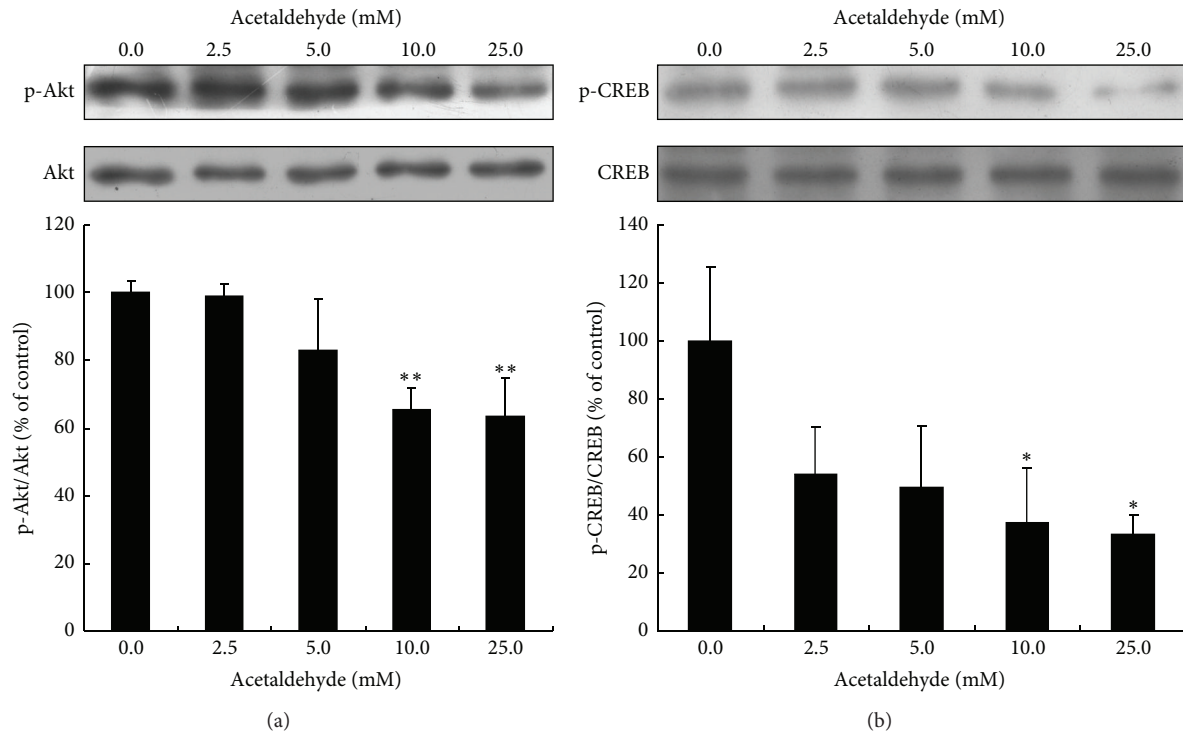 Acetaldehyde (mM)
0.0 2.5 5.0 10.0 25.0
p-Akt
Akt
120
100
80
60
40
20
0
p-Akt/Akt (% of control)
** **
0.0 2.5 5.0 10.0 25.0
Acetaldehyde (mM)
(a)
Acetaldehyde (mM)
0.0 2.5 5.0 10.0 25.0
p-CREB
CREB
140
120
100
80
60
40
20
0
p-CREB/CREB (% of control)
* *
0.0 2.5 5.0 10.0 25.0
Acetaldehyde (mM)
(b)